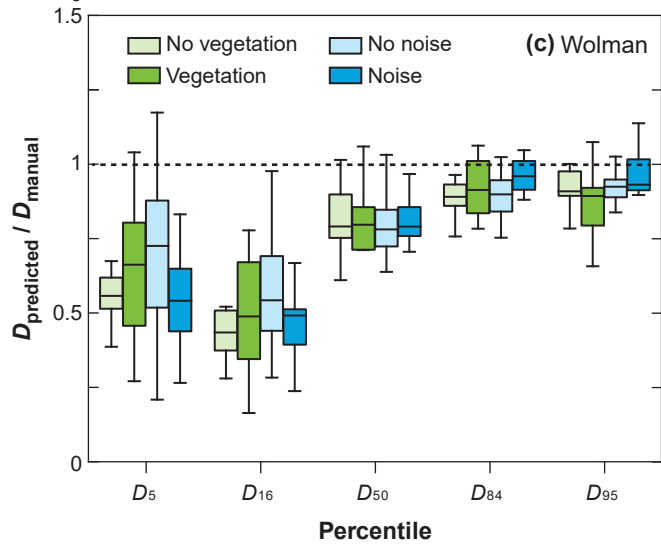 1.5
No vegetation No noise (c) Wolman
Vegetation Noise
1
0.5
0
Dpredicted / Dmanual
D5 D16 D50 D84 D95
Percentile